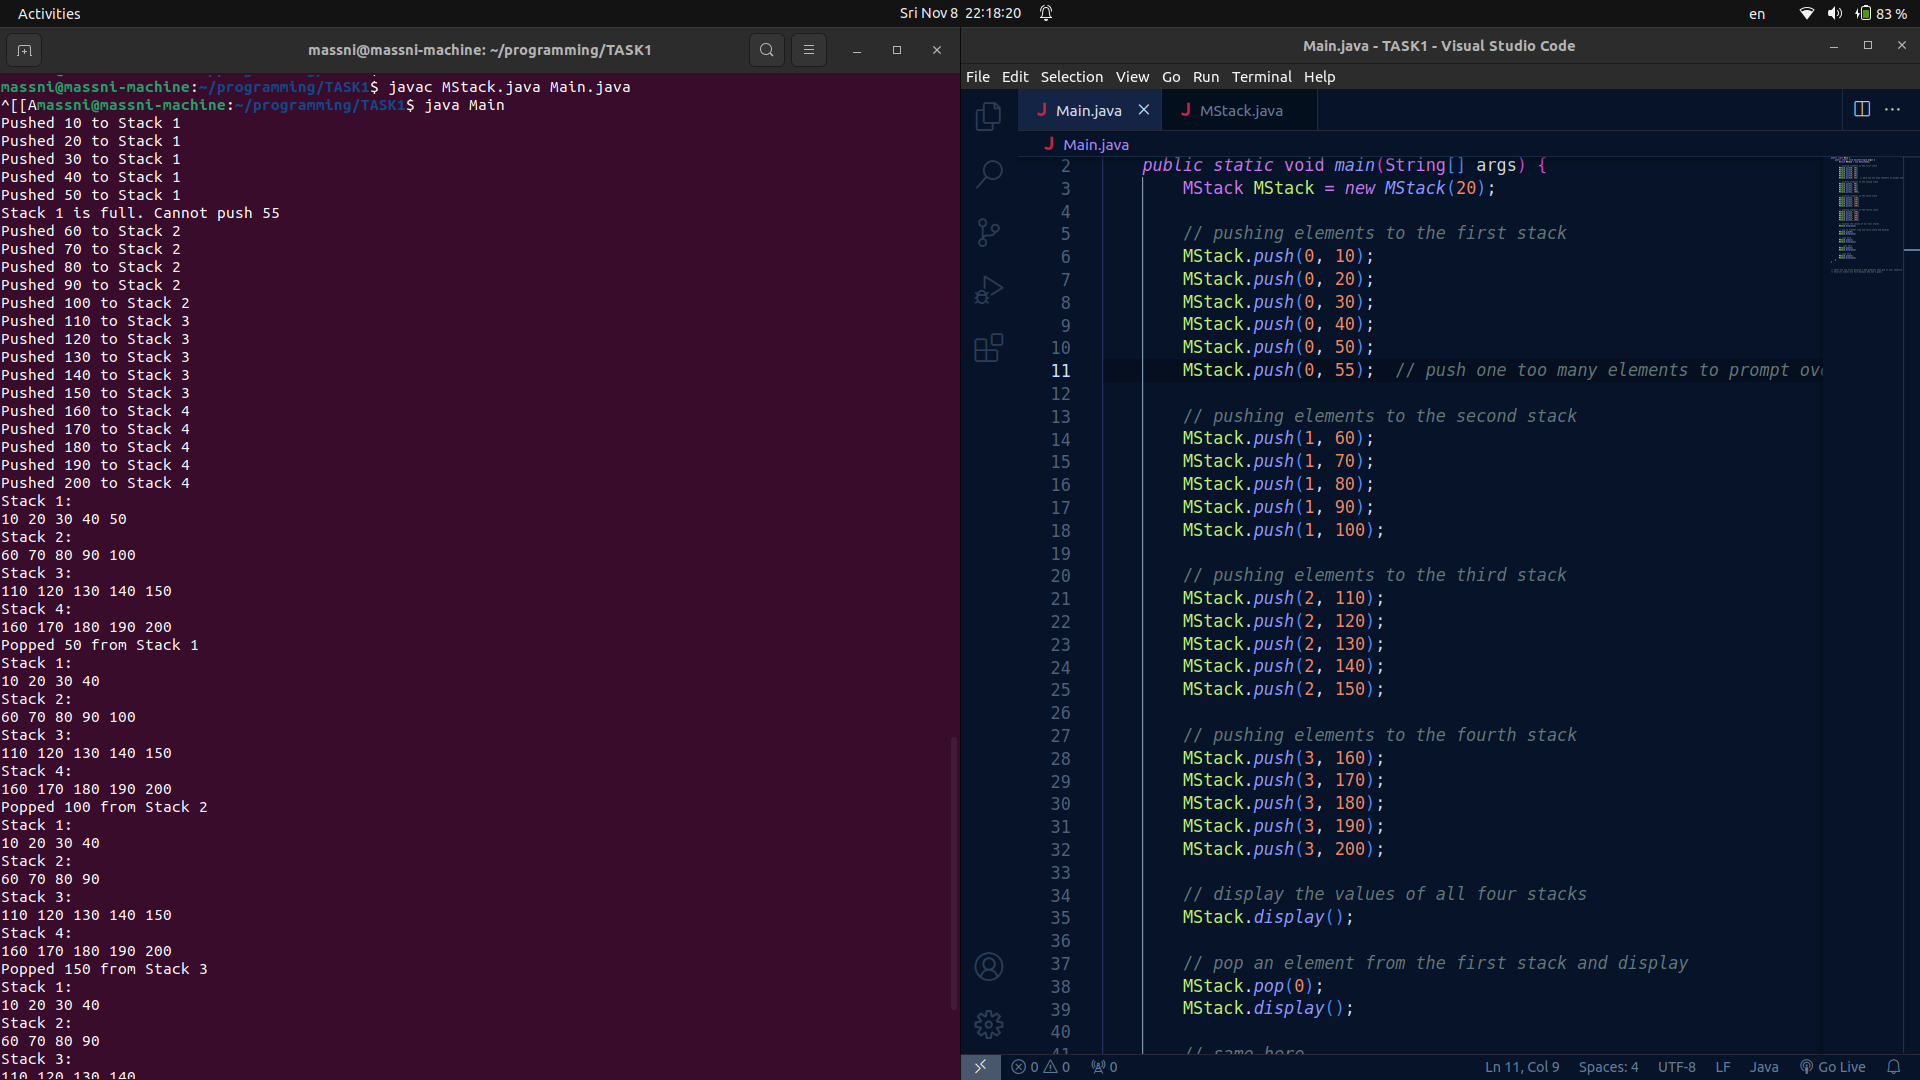 Activities
Sri Nov 8 22:18:20
en
83 %
massni@massni-machine: ~/programming/TASK1
massni@massni-machine:~/programming/TASK1$ javac MStack.java Main.java
^[[Amassni@massni-machine:~/programming/TASK1$ java Main
Pushed 10 to Stack 1
Pushed 20 to Stack 1
Pushed 30 to Stack 1
Pushed 40 to Stack 1
Pushed 50 to Stack 1
Stack 1 is full. Cannot push 55
Pushed 60 to Stack 2
Pushed 70 to Stack 2
Pushed 80 to Stack 2
Pushed 90 to Stack 2
Pushed 100 to Stack 2
Pushed 110 to Stack 3
Pushed 120 to Stack 3
Pushed 130 to Stack 3
Pushed 140 to Stack 3
Pushed 150 to Stack 3
Pushed 160 to Stack 4
Pushed 170 to Stack 4
Pushed 180 to Stack 4
Pushed 190 to Stack 4
Pushed 200 to Stack 4
Stack 1:
10 20 30 40 50
Stack 2:
60 70 80 90 100
Stack 3:
110 120 130 140 150
Stack 4:
160 170 180 190 200
Popped 50 from Stack 1
Stack 1:
10 20 30 40
Stack 2:
60 70 80 90 100
Stack 3:
110 120 130 140 150
Stack 4:
160 170 180 190 200
Popped 100 from Stack 2
Stack 1:
10 20 30 40
Stack 2:
60 70 80 90
Stack 3:
110 120 130 140 150
Stack 4:
160 170 180 190 200
Popped 150 from Stack 3
Stack 1:
10 20 30 40
Stack 2:
60 70 80 90
Stack 3:
110 120 130 140
Main.java - TASK1 - Visual Studio Code
File Edit Selection View Go Run Terminal Help
J Main.java J MStack.java
J Main.java
2 public static void main(String[] args) {
3 MStack MStack = new MStack(20);
4
5 // pushing elements to the first stack
6 MStack.push(0, 10);
7 MStack.push(0, 20);
8 MStack.push(0, 30);
9 MStack.push(0, 40);
10 MStack.push(0, 50);
11 MStack.push(0, 55); // push one too many elements to prompt ov
12
13 // pushing elements to the second stack
14 MStack.push(1, 60);
15 MStack.push(1, 70);
16 MStack.push(1, 80);
17 MStack.push(1, 90);
18 MStack.push(1, 100);
19
20 // pushing elements to the third stack
21 MStack.push(2, 110);
22 MStack.push(2, 120);
23 MStack.push(2, 130);
24 MStack.push(2, 140);
25 MStack.push(2, 150);
26
27 // pushing elements to the fourth stack
28 MStack.push(3, 160);
29 MStack.push(3, 170);
30 MStack.push(3, 180);
31 MStack.push(3, 190);
32 MStack.push(3, 200);
33
34 // display the values of all four stacks
35 MStack.display();
36
37 // pop an element from the first stack and display
38 MStack.pop(0);
39 MStack.display();
40
41 // same here
0 0 0
Ln 11, Col 9 Spaces: 4 UTF-8 LF Java Go Live